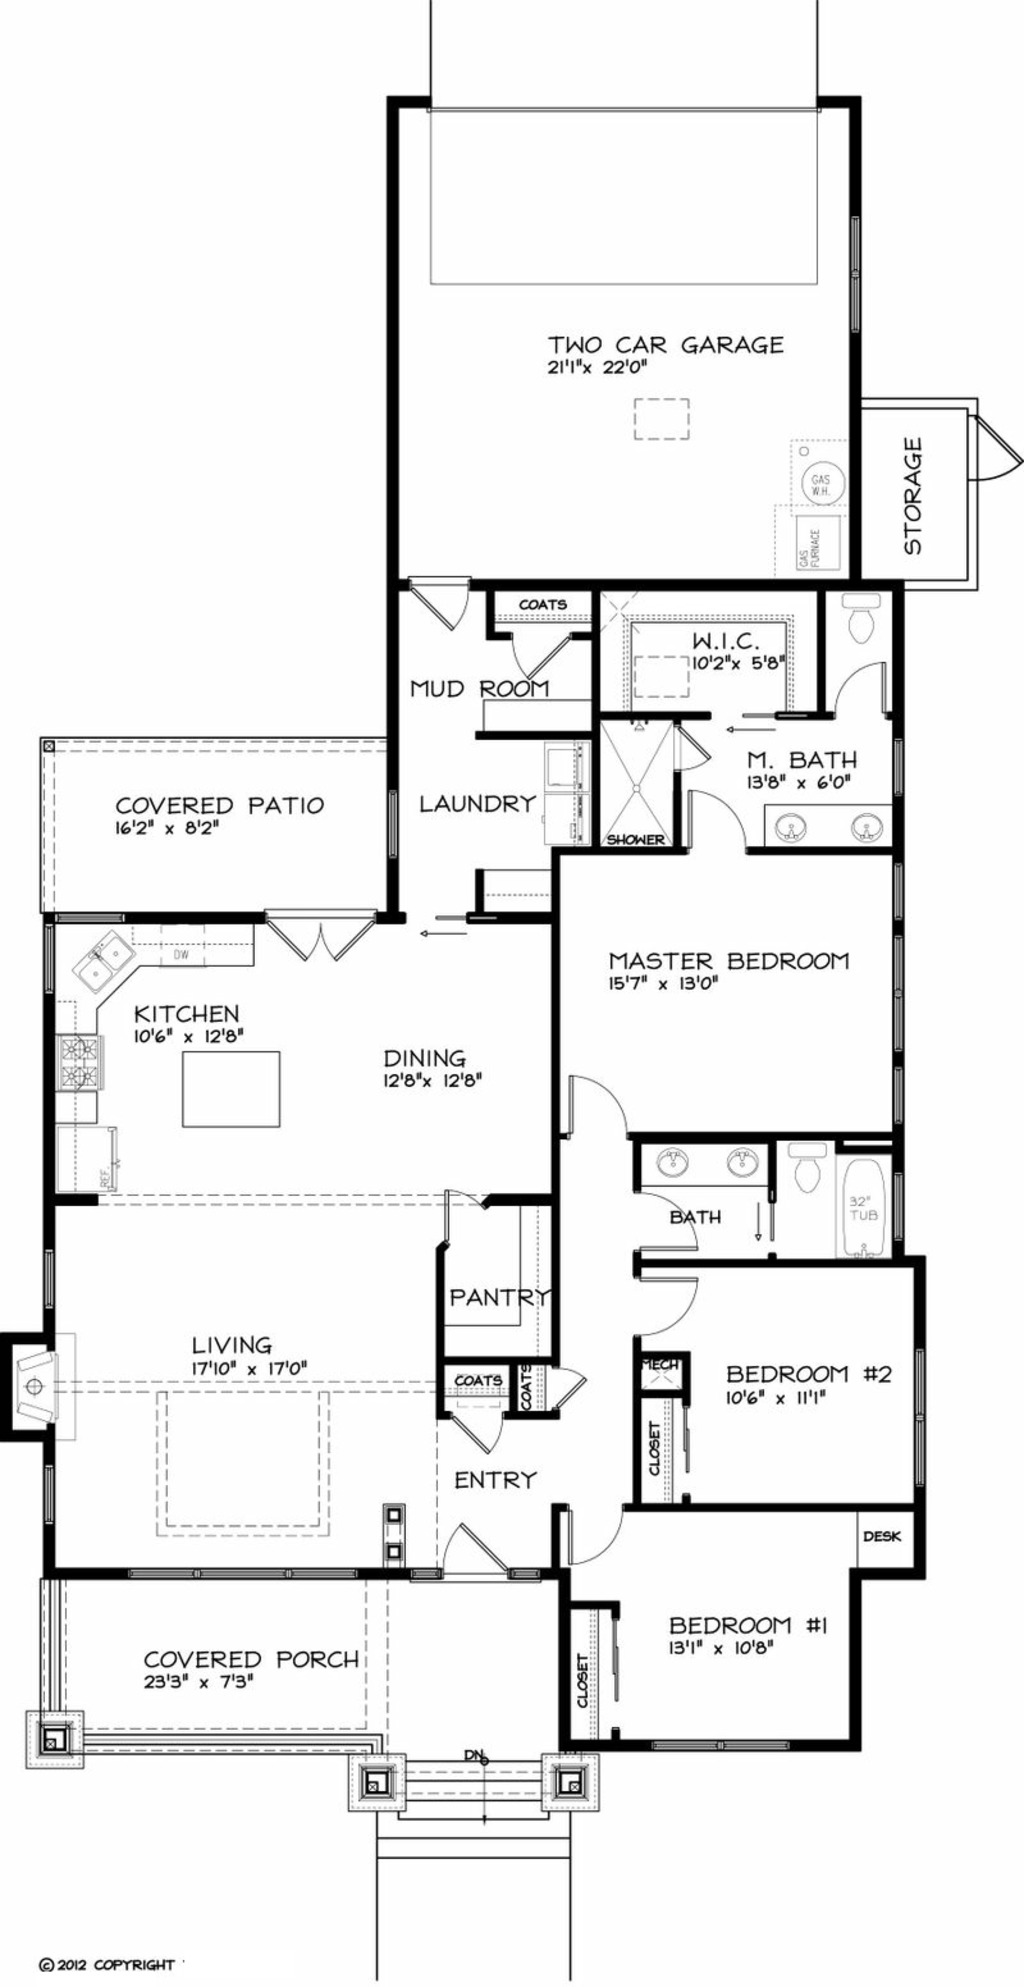 TWO CAR GARAGE
21'1"x 22'0"
GAS
W.H.
GAS
FURNACE
STORAGE
COATS
W.I.C.
10'2"x 5'8"
MUD ROOM
M. BATH
13'8" x 6'0"
COVERED PATIO
16'2" x 8'2"
LAUNDRY
SHOWER
DW
MASTER BEDROOM
15'7" x 13'0"
KITCHEN
10'6" x 12'8"
DINING
12'8"x 12'8"
REF.
BATH
32"
TUB
PANTRY
LIVING
17'10" x 17'0"
COATS
COATS
MECH
BEDROOM #2
10'6" x 11'1"
CLOSET
ENTRY
DESK
BEDROOM #1
13'1" x 10'8"
COVERED PORCH
23'3" x 7'3"
CLOSET
DN
© 2012 COPYRIGHT